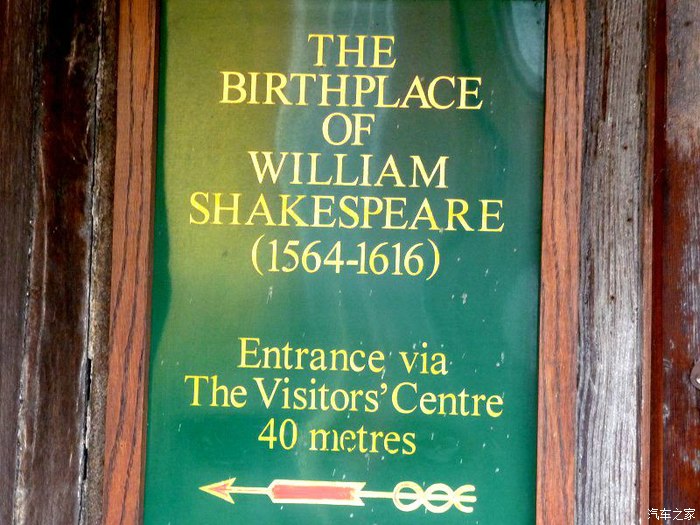 THE
BIRTHPLACE
OF
WILLIAM
SHAKESPEARE
(1564-1616)
Entrance via
The Visitors' Centre
40 metres
汽车之家